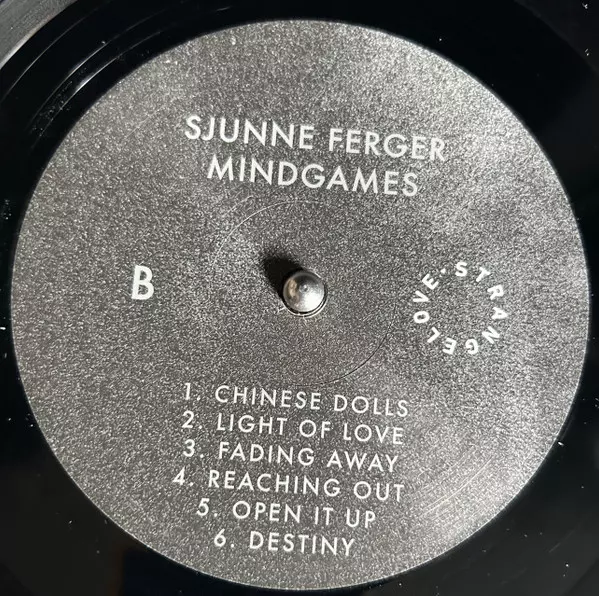 SJUNNE FERGER
MINDGAMES
B
STRANGELOVE·
1. CHINESE DOLLS
2. LIGHT OF LOVE
3. FADING AWAY
4. REACHING OUT
5. OPEN IT UP
6. DESTINY